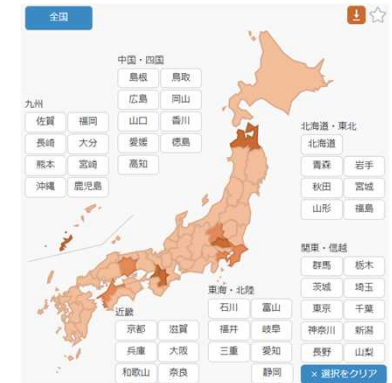 全国
中国・四国
島根 鳥取
広島 岡山
山口 香川
愛媛 徳島
高知
九州
佐賀 福岡
長崎 大分
熊本 宮崎
沖縄 鹿児島
北海道・東北
北海道
青森 岩手
秋田 宮城
山形 福島
関東・信越
群馬 栃木
茨城 埼玉
東京 千葉
神奈川 新潟
長野 山梨
東海・北陸
石川 富山
福井 岐阜
三重 愛知
静岡
近畿
京都 滋賀
兵庫 大阪
和歌山 奈良
× 選択をクリア